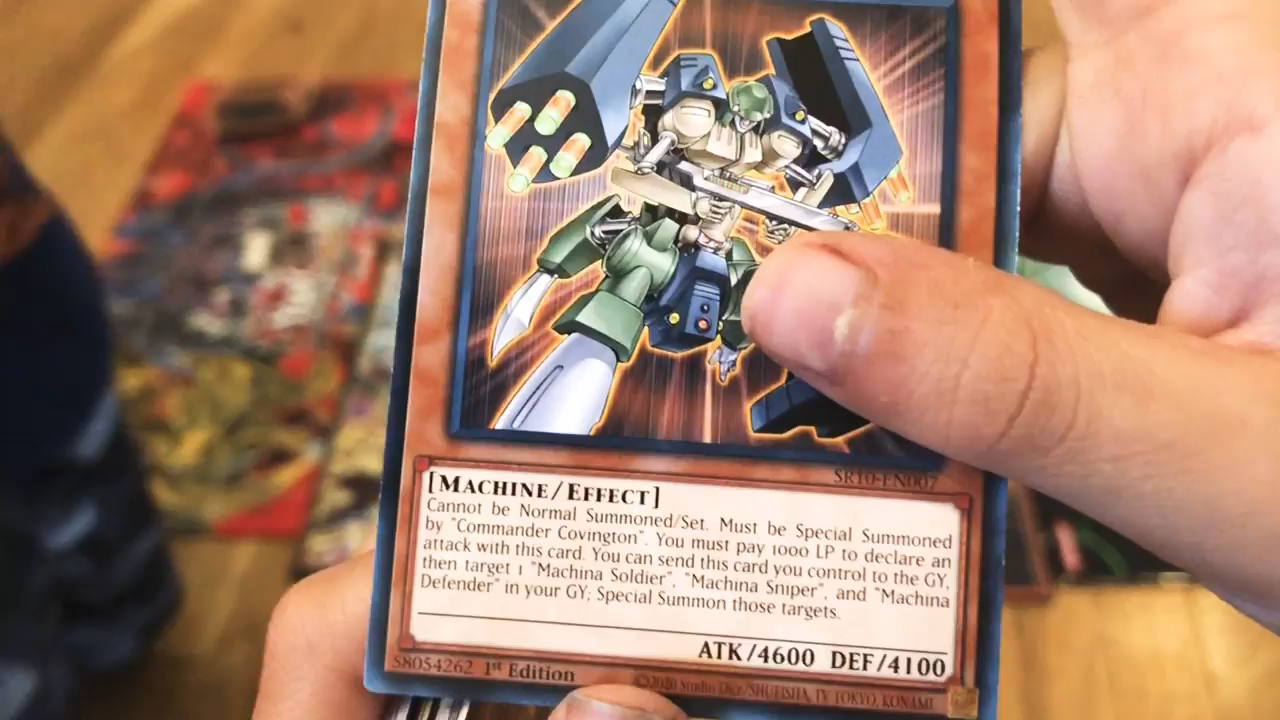 SR10-EN007
[MACHINE/EFFECT]
Cannot be Normal Summoned/Set. Must be Special Summoned
by "Commander Covington". You must pay 1000 LP to declare an
attack with this card. You can send this card you control to the GY,
then target 1 "Machina Soldier", "Machina Sniper", and "Machina
Defender" in your GY; Special Summon those targets.
ATK/4600 DEF/4100
S8054262 1st Edition
©2020 Studio Dice/SHUEISHA, TV TOKYO, KONAMI